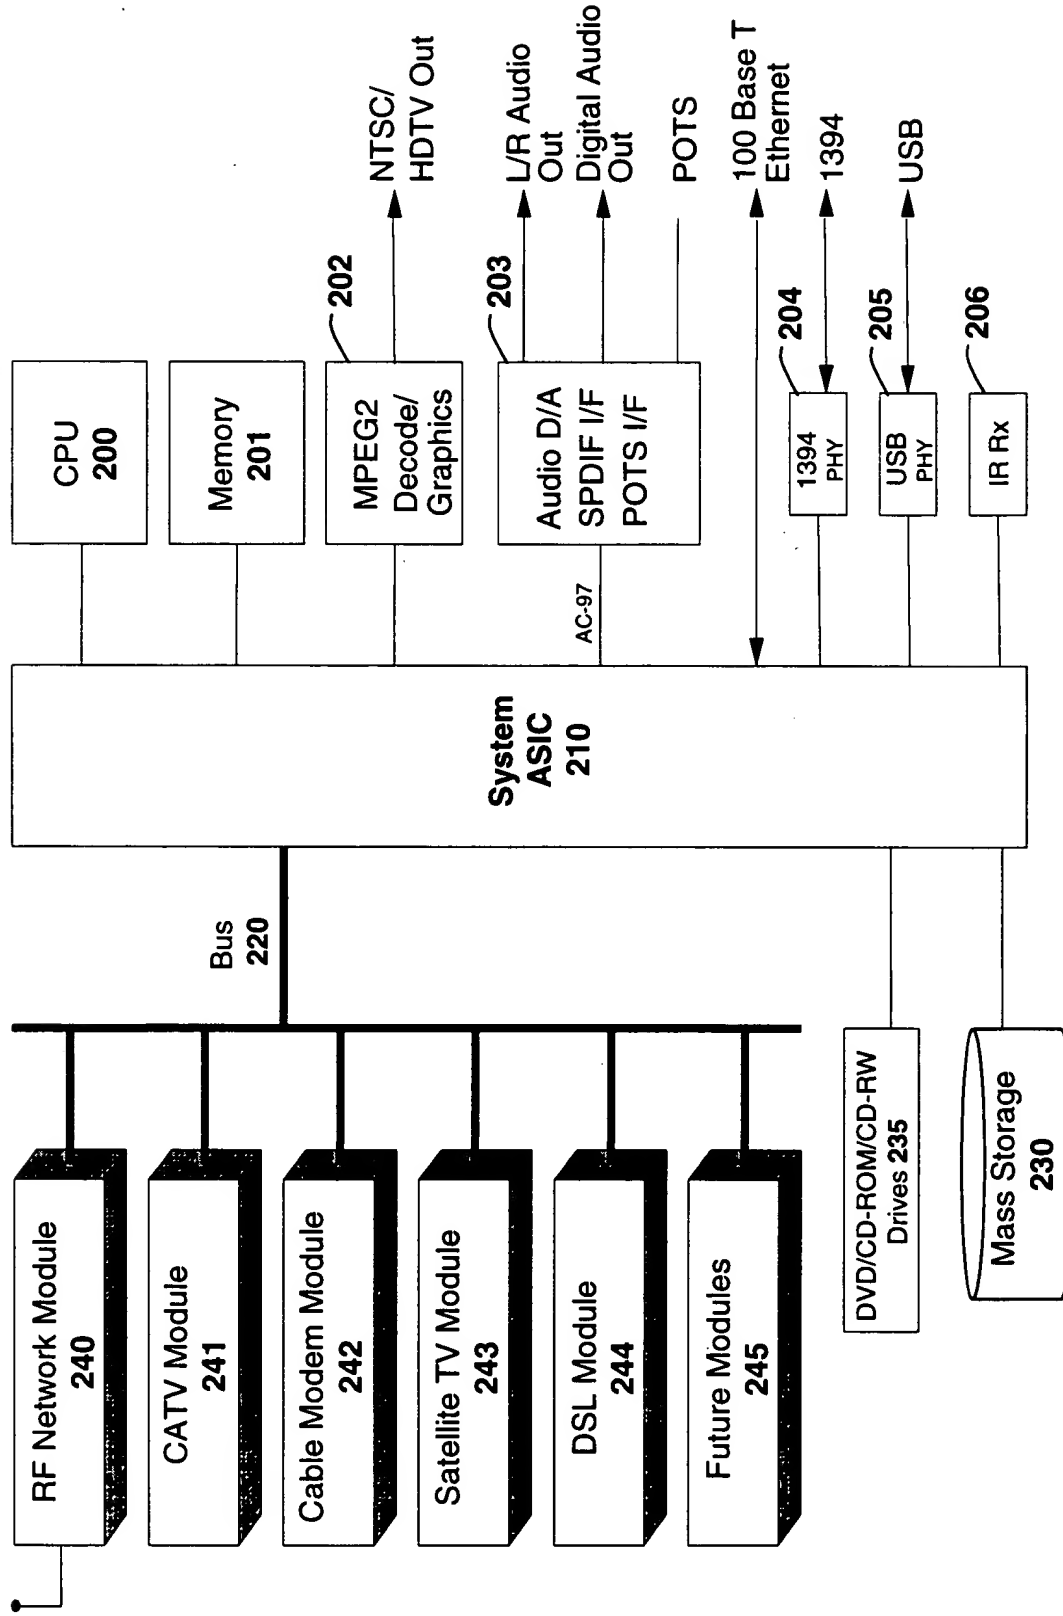 RF Network Module
240
CATV Module
241
Cable Modem Module
242
Satellite TV Module
243
DSL Module
244
Future Modules
245
DVD/CD-ROM/CD-RW
Drives 235
Mass Storage
230
Bus
220
System
ASIC
210
CPU
200
Memory
201
MPEG2
Decode/
Graphics
202
NTSC/
HDTV Out
AC-97
Audio D/A
SPDIF I/F
POTS I/F
203
L/R Audio
Out
Digital Audio
Out
POTS
100 Base T
Ethernet
1394
PHY
204
1394
USB
PHY
205
USB
IR Rx
206